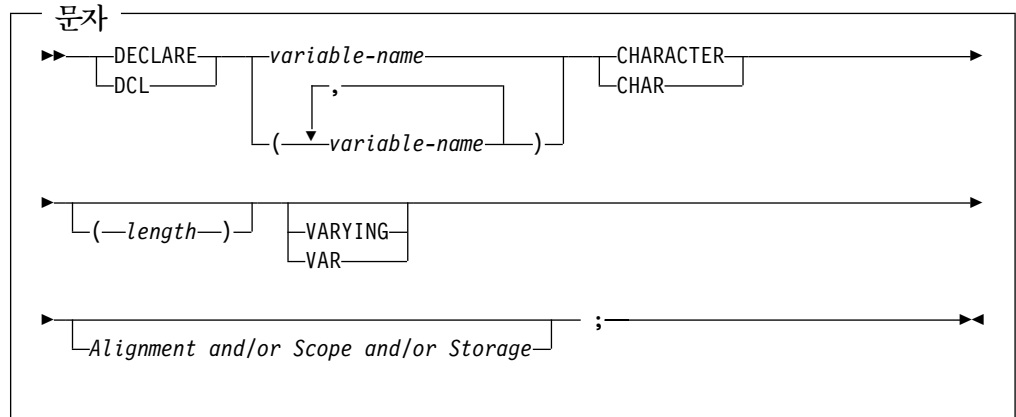 문자
DECLARE variable-name CHARACTER
DCL , CHAR
( variable-name )
( length ) VARYING
VAR
;
Alignment and/or Scope and/or Storage